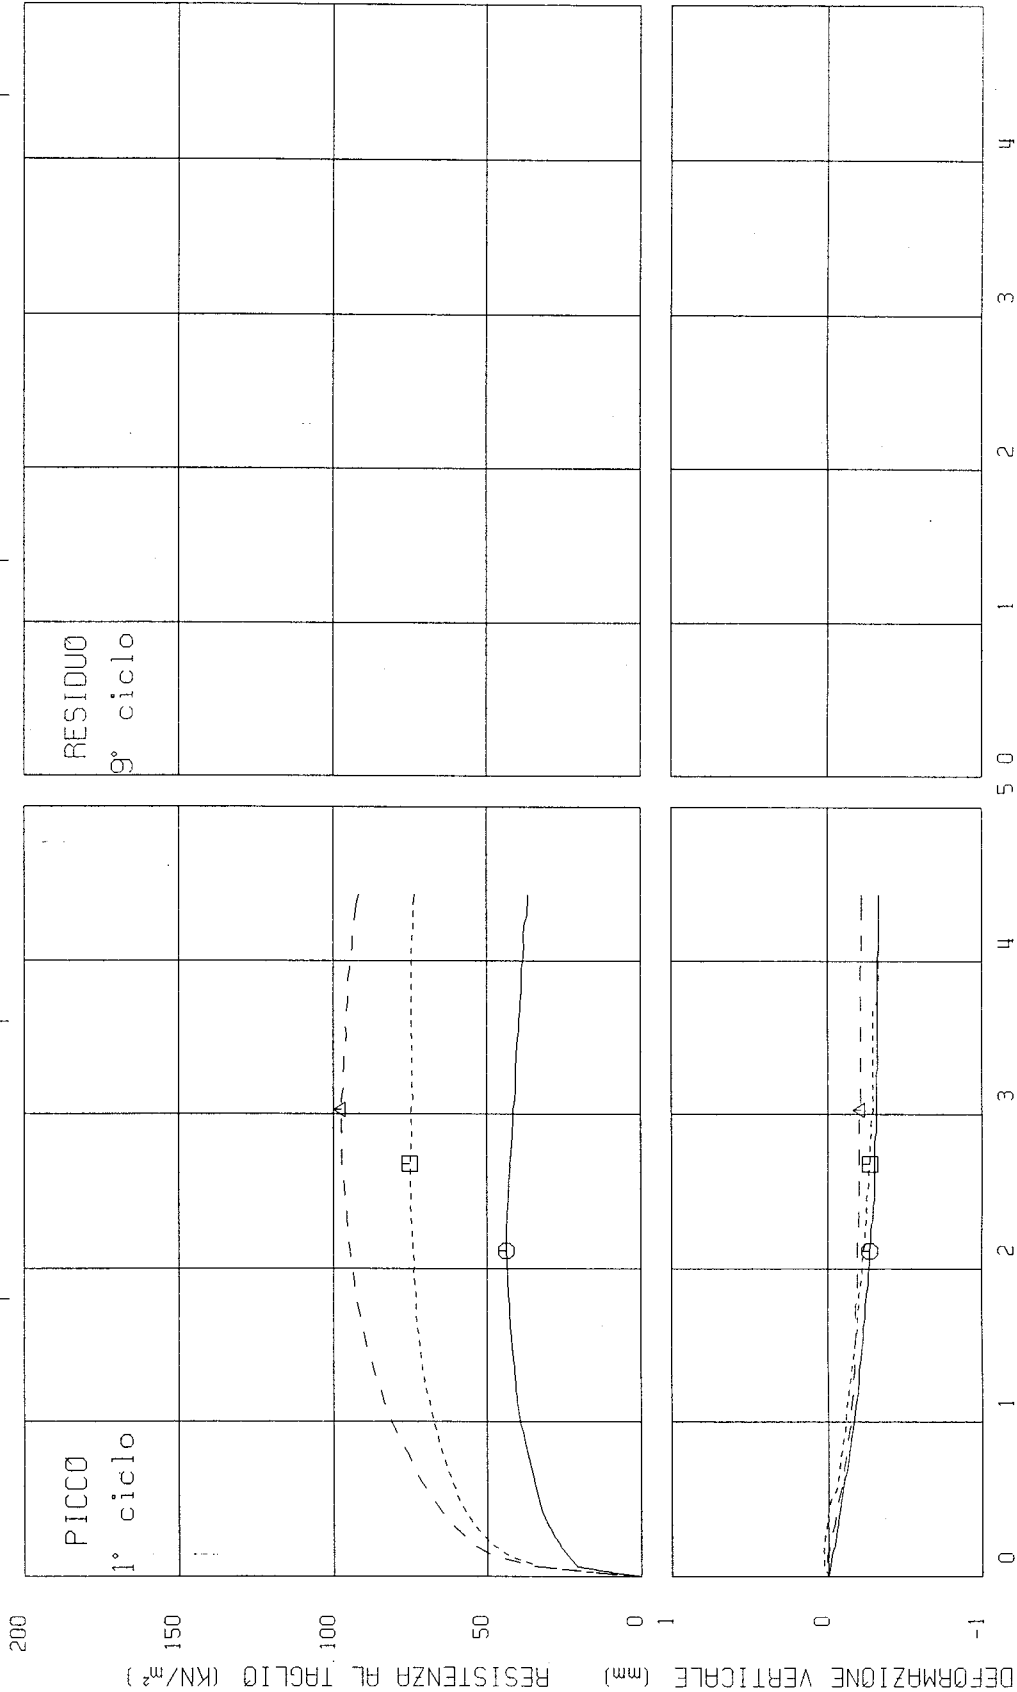 PICCO
1° ciclo
RESIDUO
9° ciclo
RESISTENZA AL TAGLIO (KN/m²)
200
150
100
50
0
DEFORMAZIONE VERTICALE (mm)
1
0
-1
0 1 2 3 4 5
0 1 2 3 4